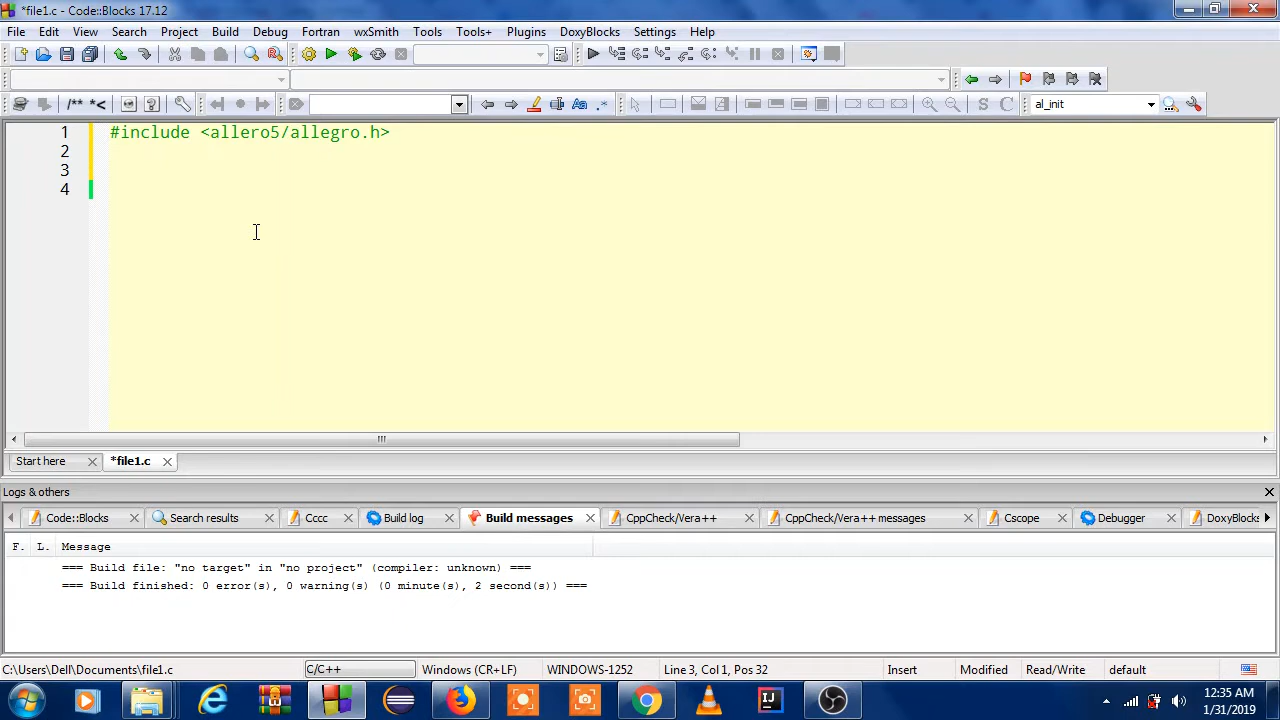 *file1.c - Code::Blocks 17.12
File Edit View Search Project Build Debug Fortran wxSmith Tools Tools+ Plugins DoxyBlocks Settings Help
/** *< al_init
1 #include <allero5/allegro.h>
2
3
4
Start here *file1.c
Logs & others
Code::Blocks Search results Cccc Build log Build messages CppCheck/Vera++ CppCheck/Vera++ messages Cscope Debugger DoxyBlocks
F. L. Message
=== Build file: "no target" in "no project" (compiler: unknown) ===
=== Build finished: 0 error(s), 0 warning(s) (0 minute(s), 2 second(s)) ===
C:\Users\Dell\Documents\file1.c C/C++ Windows (CR+LF) WINDOWS-1252 Line 3, Col 1, Pos 32 Insert Modified Read/Write default
12:35 AM
1/31/2019